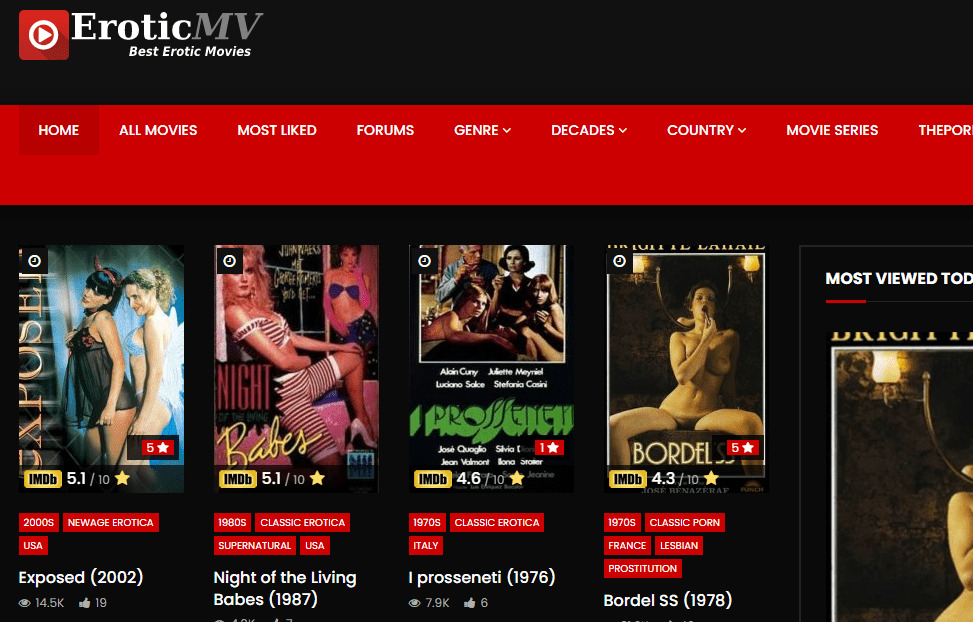 EroticMV
Best Erotic Movies
HOME ALL MOVIES MOST LIKED FORUMS GENRE DECADES COUNTRY MOVIE SERIES THEPOR
MOST VIEWED TOD
EXPOSED
5
IMDb 5.1 / 10
2000S NEWAGE EROTICA
USA
Exposed (2002)
14.5K 19
NIGHT
OF THE LIVING
Babes
IMDb 5.1 / 10
1980S CLASSIC EROTICA
SUPERNATURAL USA
Night of the Living
Babes (1987)
Alain Cuny Juliette Meyniel
Luciano Salce Stefania Casini
I PROSSENETI
José Quaglio Silvia
Jean Valmont Ilona Staller
1
IMDb 4.6 / 10
1970S CLASSIC EROTICA
ITALY
I prosseneti (1976)
7.9K 6
BRIGITTE LAHAIE
BORDEL SS
JOSE BENAZERAF
PUNCH
5
IMDb 4.3 / 10
1970S CLASSIC PORN
FRANCE LESBIAN
PROSTITUTION
Bordel SS (1978)